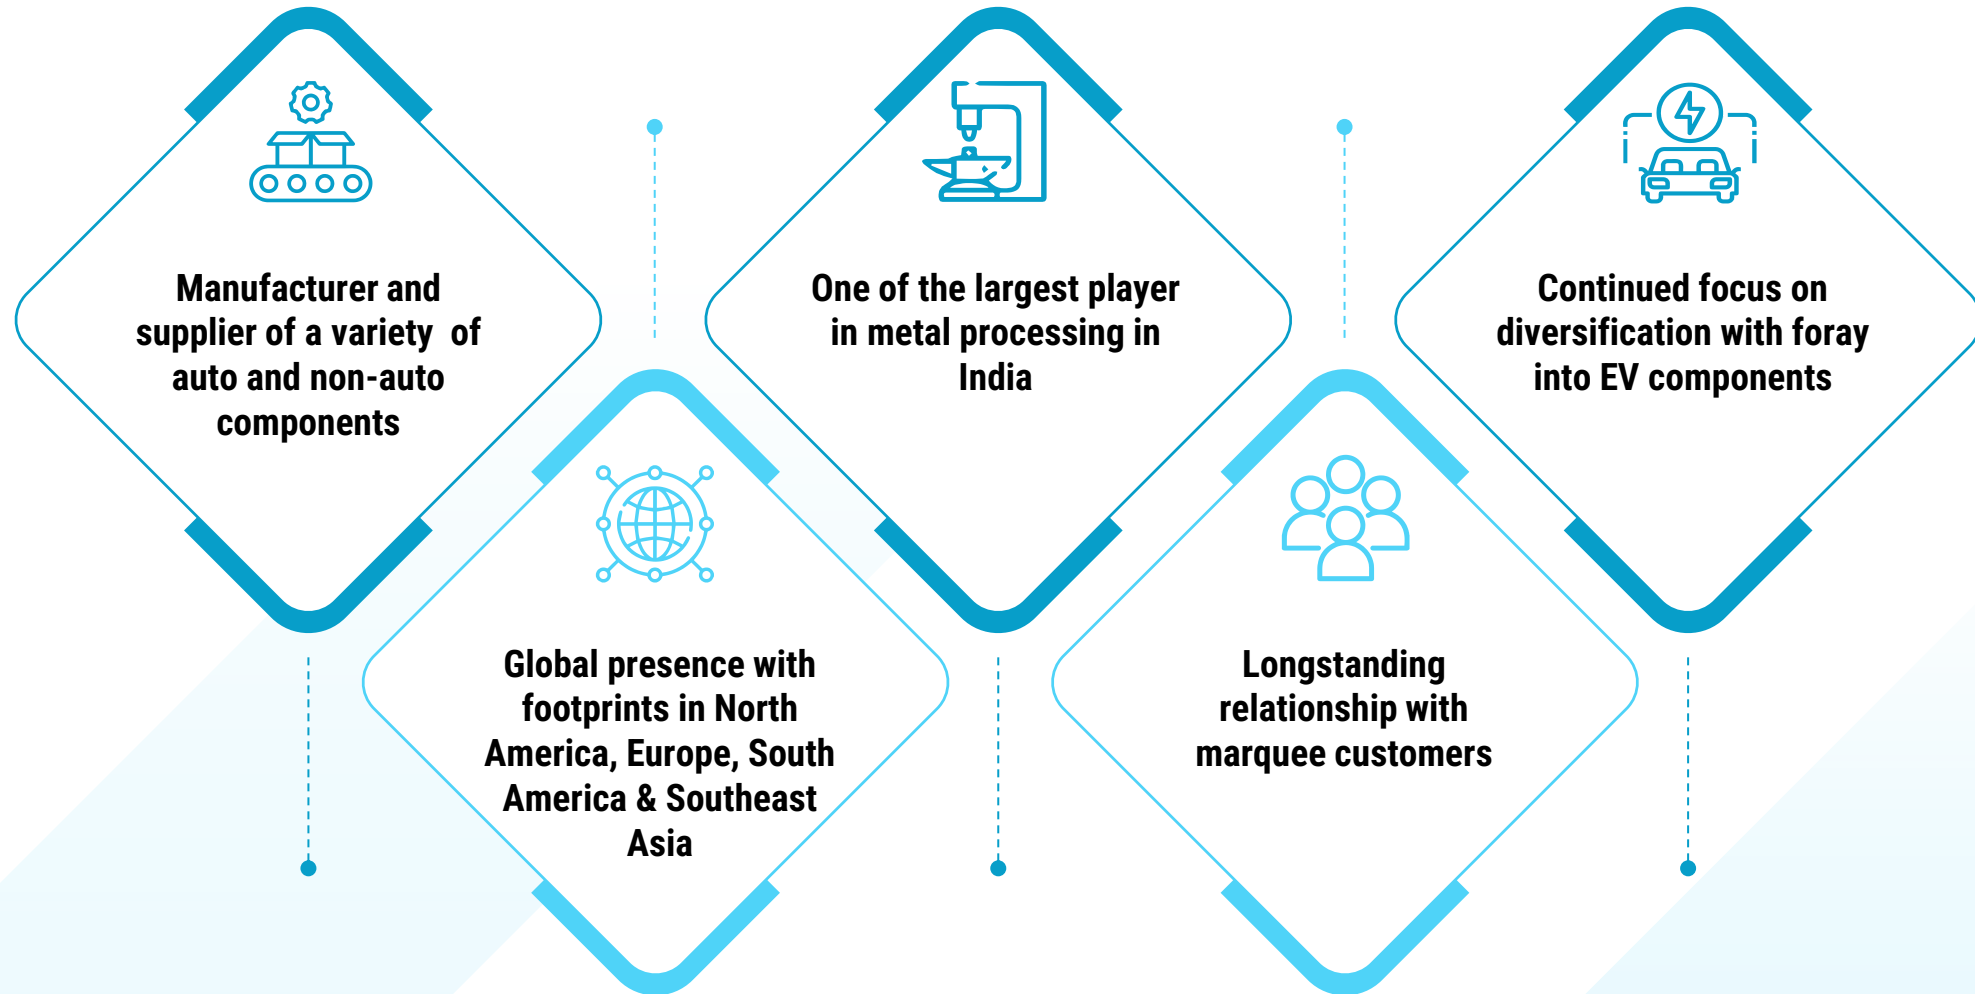 Manufacturer and
supplier of a variety  of
auto and non-auto
components
Global presence with
footprints in North
America, Europe, South
America & Southeast
Asia
One of the largest player
in metal processing in
India
Longstanding
relationship with
marquee customers
Continued focus on
diversification with foray
into EV components